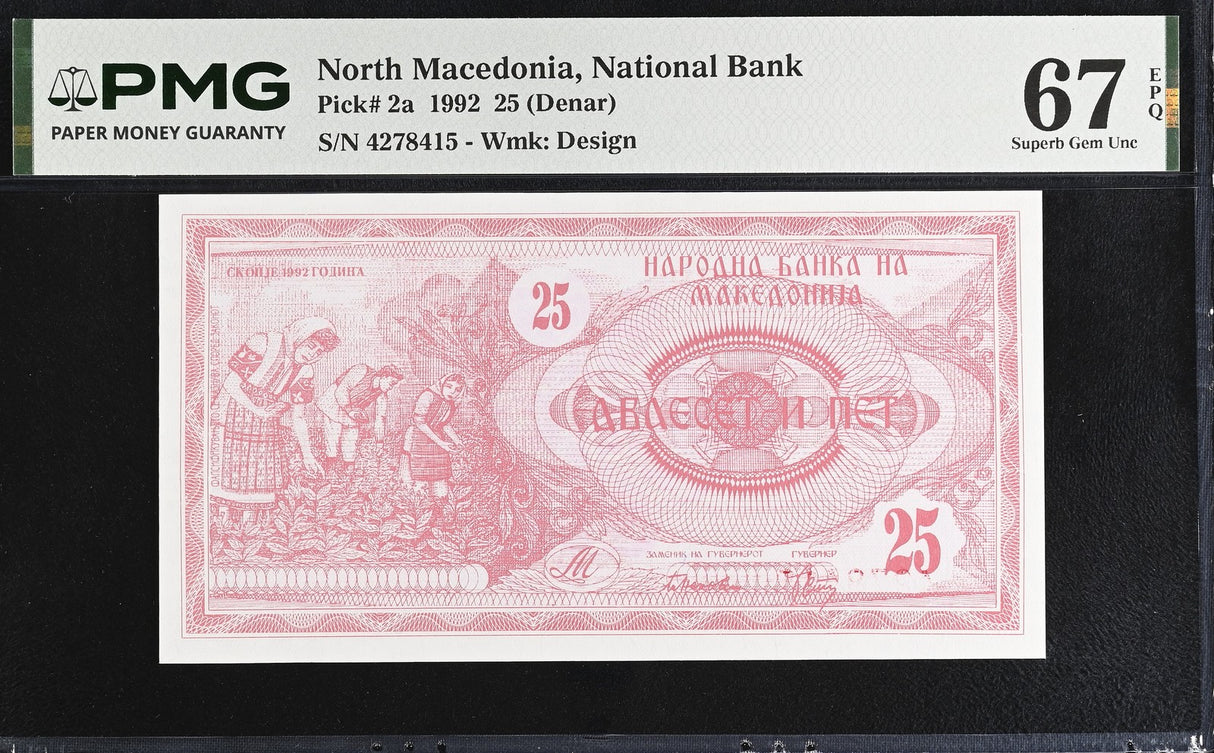 PMG
PAPER MONEY GUARANTY
North Macedonia, National Bank
Pick# 2a 1992 25 (Denar)
S/N 4278415 - Wmk: Design
67
EPQ
Superb Gem Unc
СКОПЈЕ 1992 ГОДИНА
25
НАРОДНА БАНКА НА
МАКЕДОНИЈА
ДВАЕСЕТ И ПЕТ
25
М
ЗАМЕНИК НА ГУВЕРНЕРОТ ГУВЕРНЕР